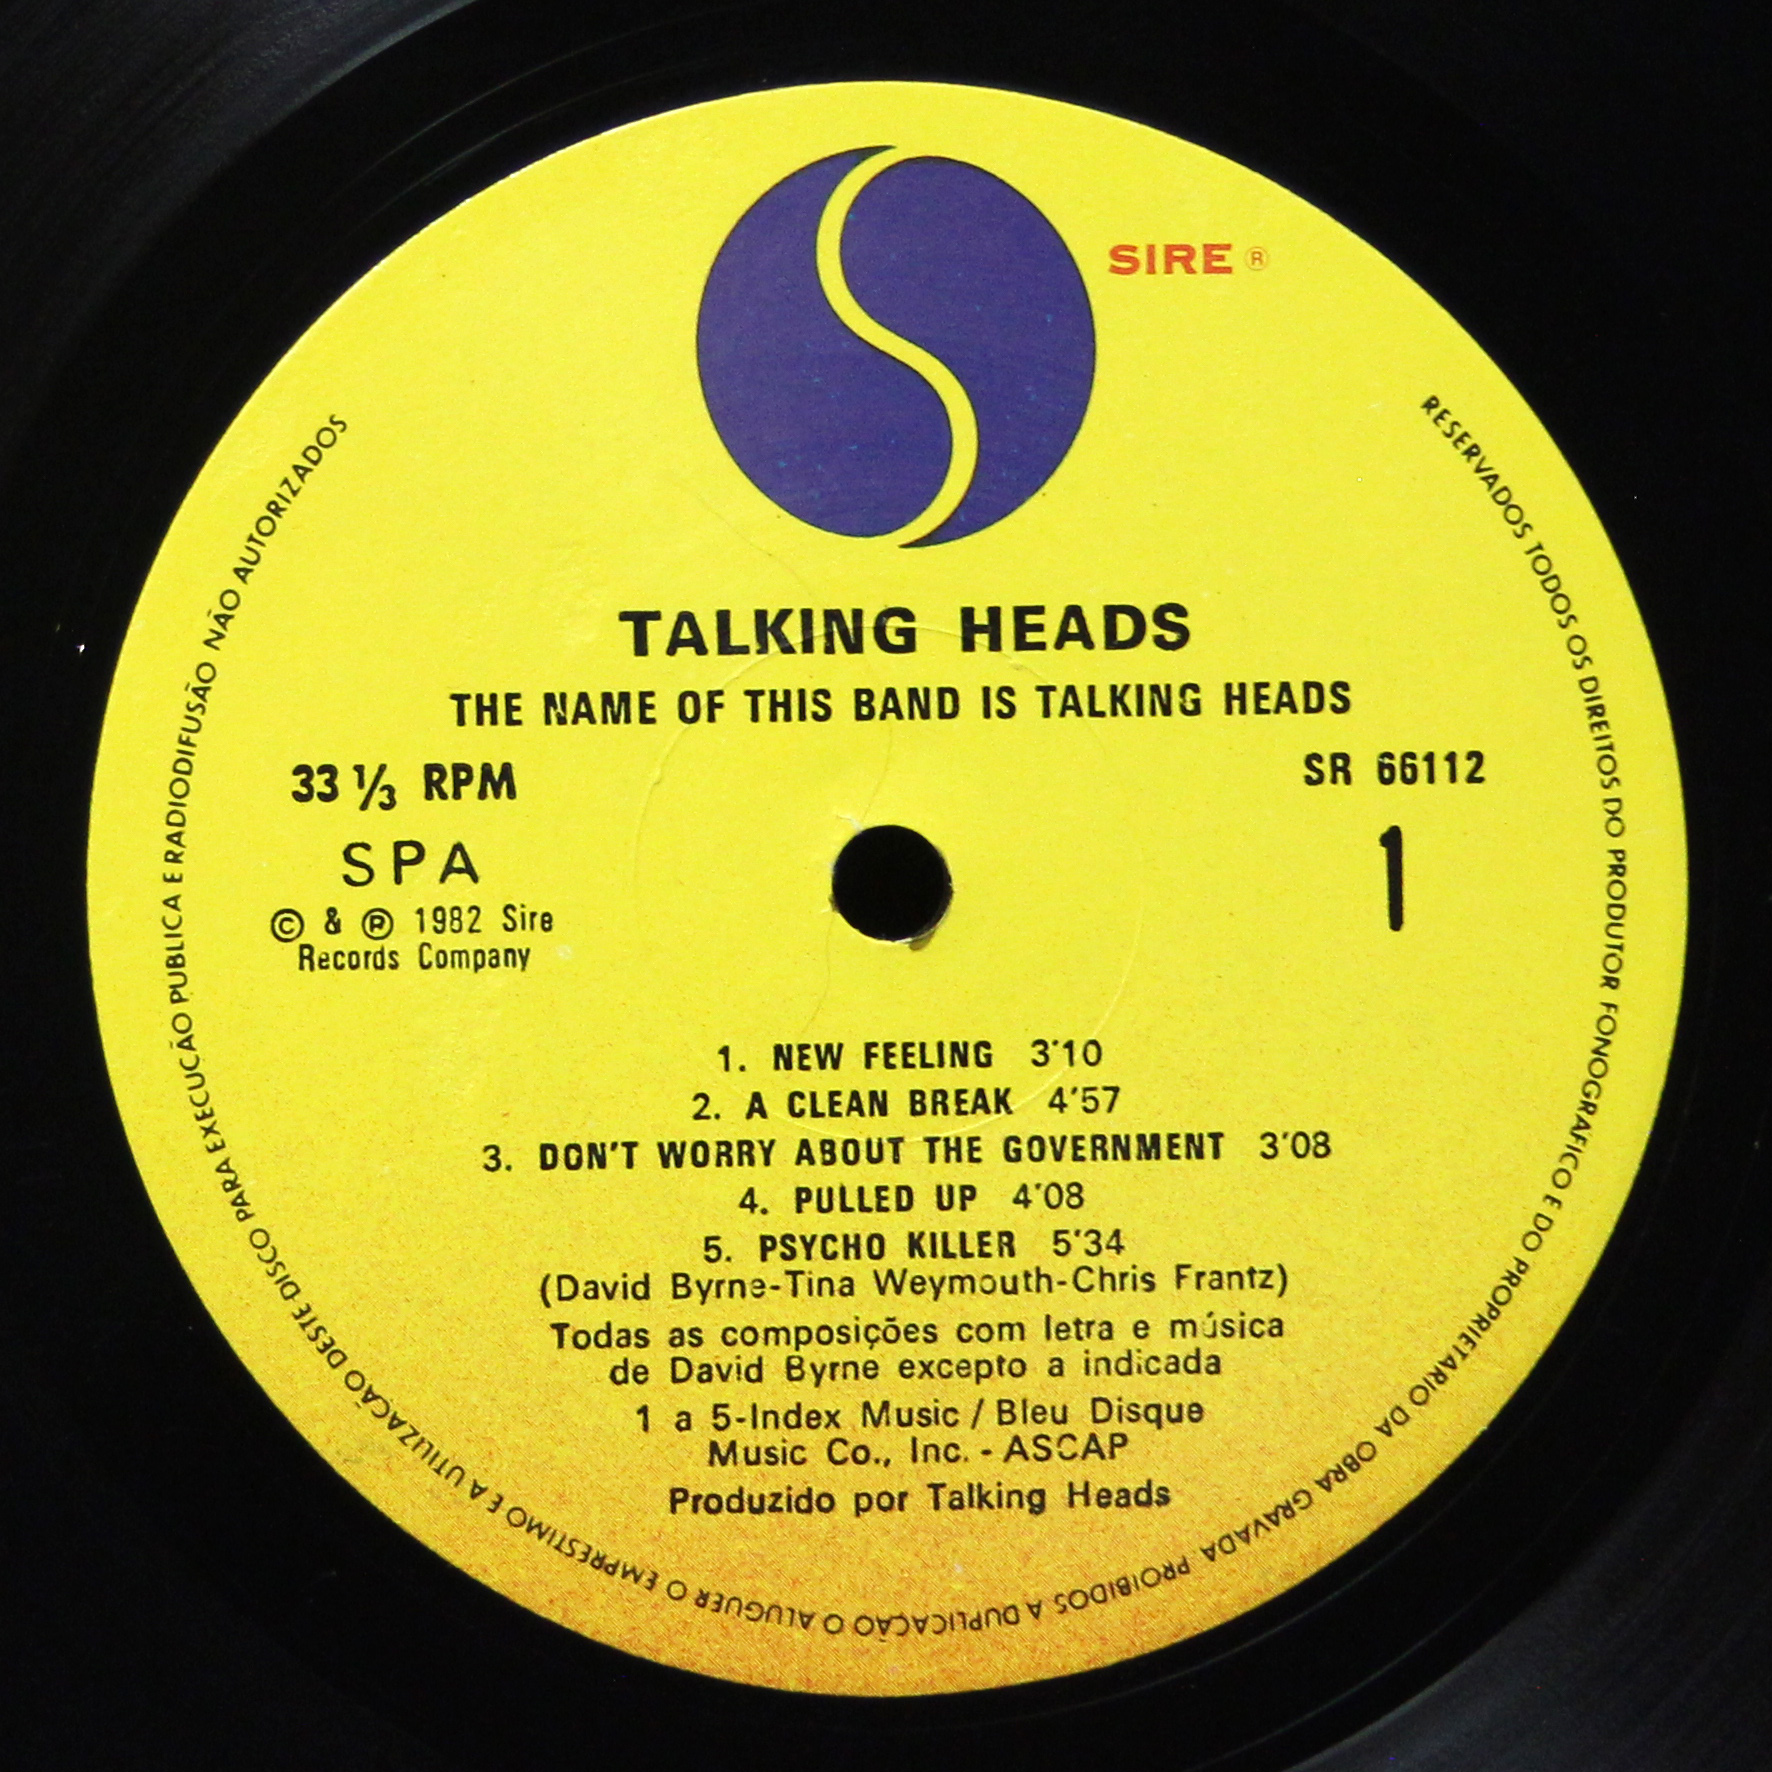 SIRE ®
TALKING HEADS
THE NAME OF THIS BAND IS TALKING HEADS
33 ⅓ RPM
SPA
© & ℗ 1982 Sire
Records Company
SR 66112
1
1. NEW FEELING 3'10
2. A CLEAN BREAK 4'57
3. DON'T WORRY ABOUT THE GOVERNMENT 3'08
4. PULLED UP 4'08
5. PSYCHO KILLER 5'34
(David Byrne-Tina Weymouth-Chris Frantz)
Todas as composições com letra e música
de David Byrne excepto a indicada
1 a 5-Index Music / Bleu Disque
Music Co., Inc. - ASCAP
Produzido por Talking Heads
RESERVADOS TODOS OS DIREITOS DO PRODUTOR FONOGRAFICO E DO PROPRIETARIO DA OBRA GRAVADA PROIBIDOS A DUPLICAÇÃO O ALUGUER O EMPRESTIMO E A UTILIZAÇÃO DESTE DISCO PARA EXECUCÃO PUBLICA E RADIODIFUSÃO NÃO AUTORIZADOS